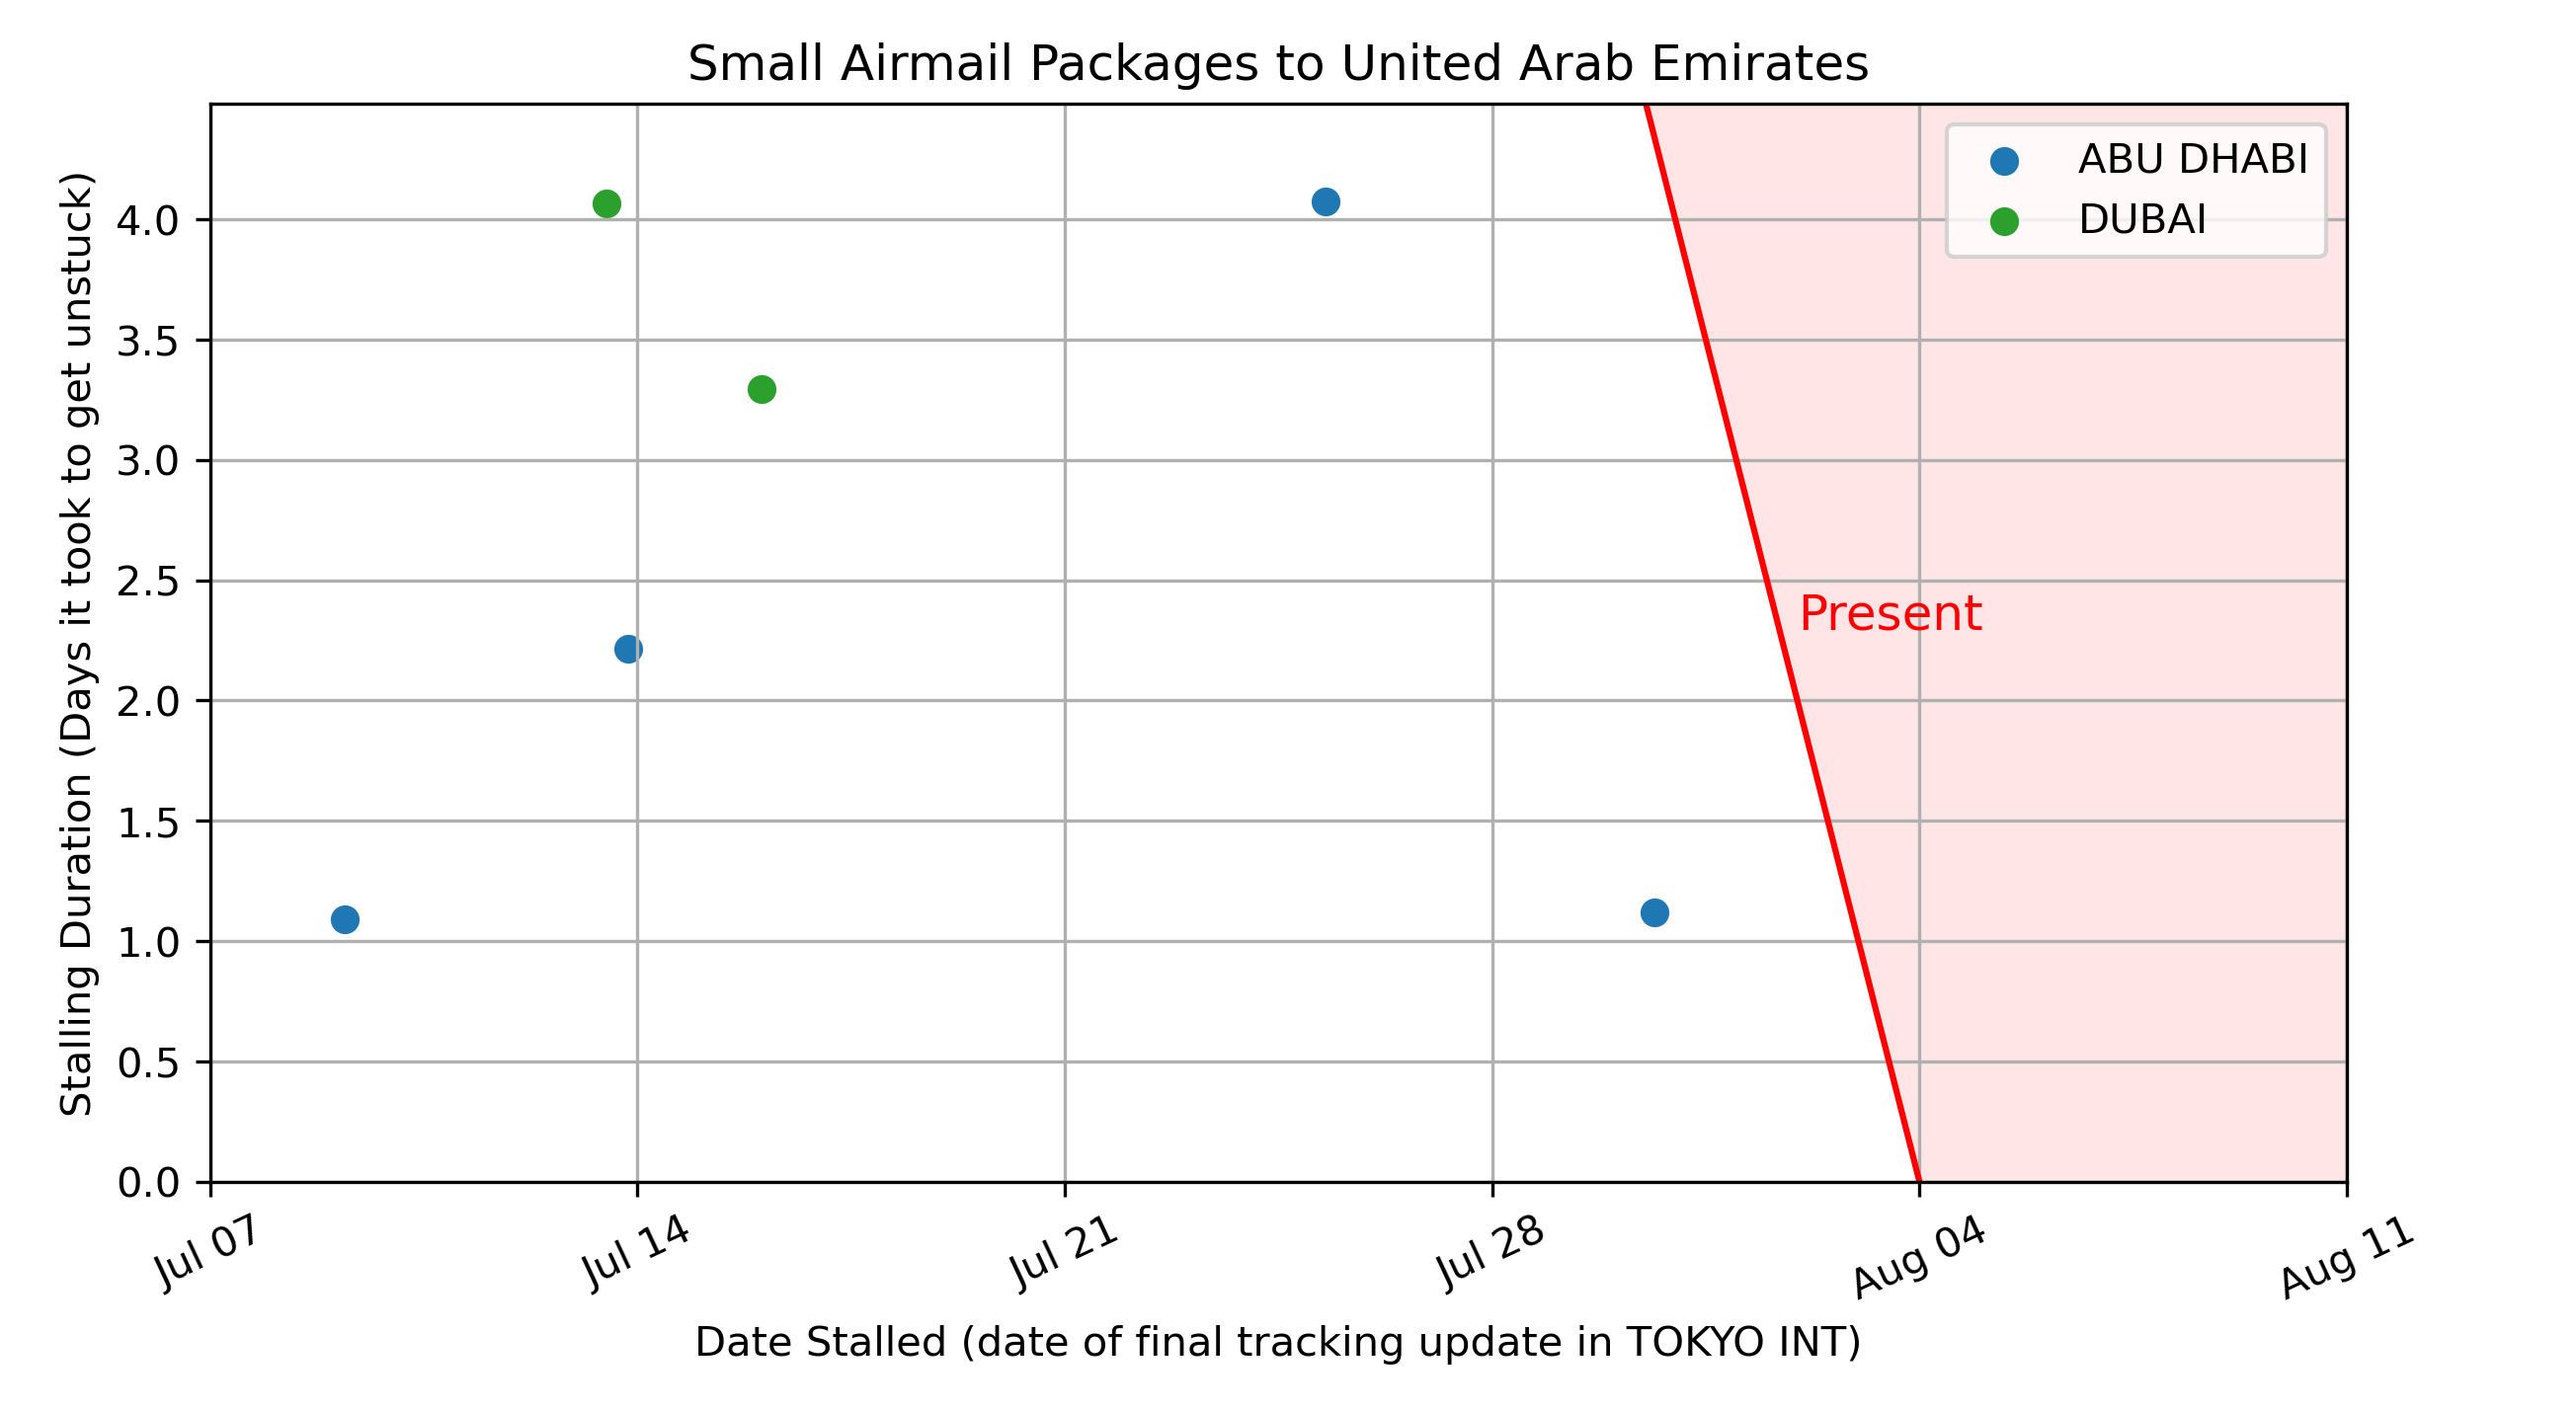 Small Airmail Packages to United Arab Emirates
ABU DHABI
DUBAI
Present
Stalling Duration (Days it took to get unstuck)
4.0
3.5
3.0
2.5
2.0
1.5
1.0
0.5
0.0
Jul 07
Jul 14
Jul 21
Jul 28
Aug 04
Aug 11
Date Stalled (date of final tracking update in TOKYO INT)